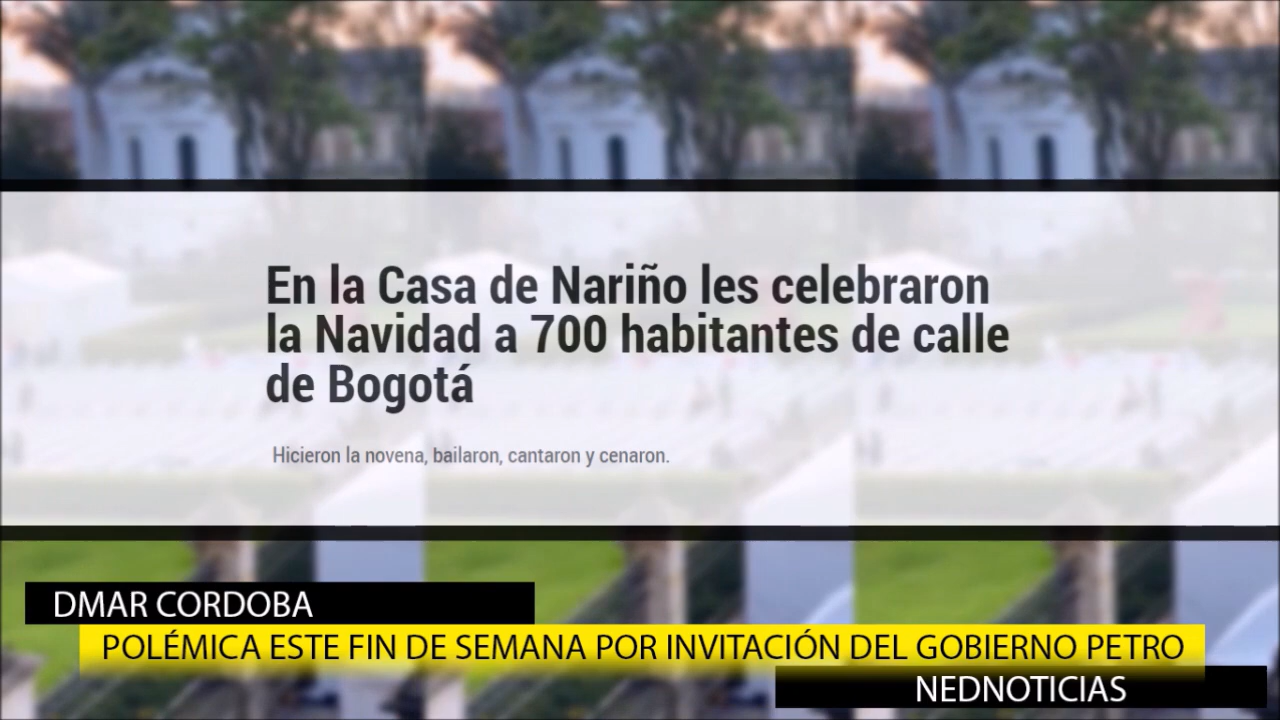 En la Casa de Nariño les celebraron
la Navidad a 700 habitantes de calle
de Bogotá
Hicieron la novena, bailaron, cantaron y cenaron.
DMAR CORDOBA
POLÉMICA ESTE FIN DE SEMANA POR INVITACIÓN DEL GOBIERNO PETRO
NEDNOTICIAS